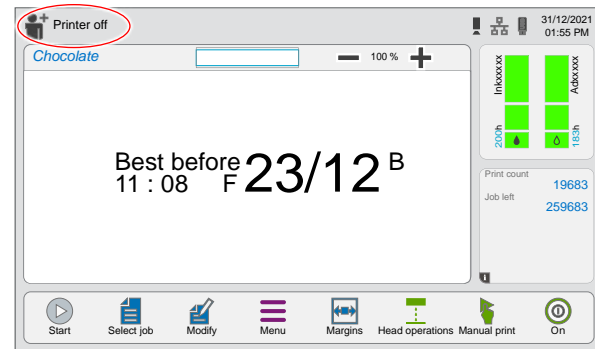 Printer off
31/12/2021
01:55 PM
Chocolate
100 %
Best before 23/12 B
11 : 08 F
Inkxxxxx
Adxxxx
200h
183h
Print count
19683
Job left
259683
Start
Select job
Modify
Menu
Margins
Head operations
Manual print
On